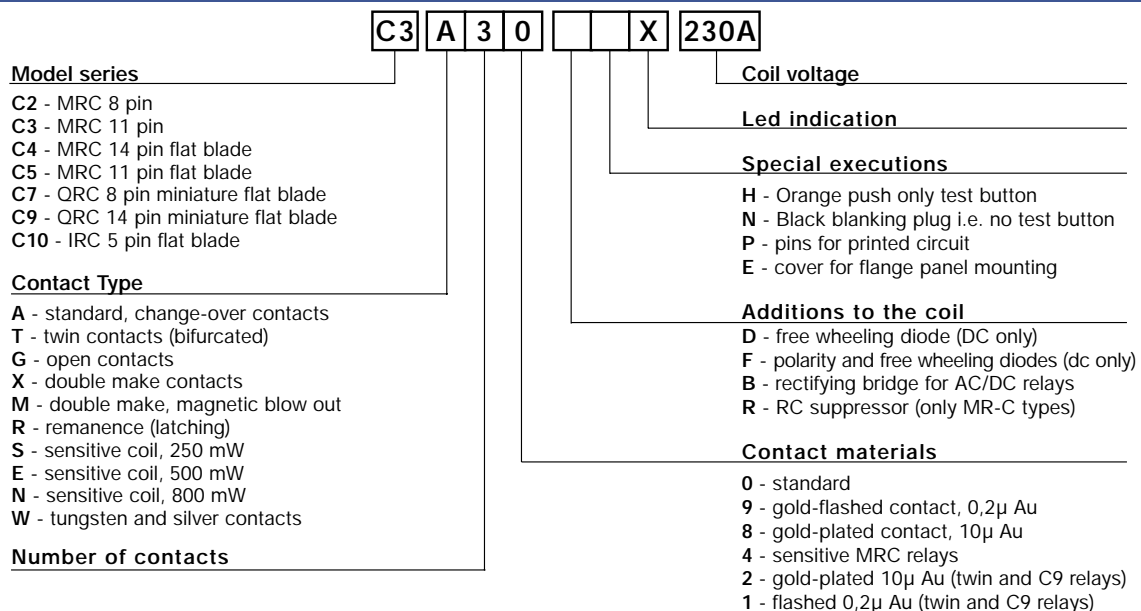 C3 A 3 0 X 230A
Model series
C2 - MRC 8 pin
C3 - MRC 11 pin
C4 - MRC 14 pin flat blade
C5 - MRC 11 pin flat blade
C7 - QRC 8 pin miniature flat blade
C9 - QRC 14 pin miniature flat blade
C10 - IRC 5 pin flat blade
Contact Type
A - standard, change-over contacts
T - twin contacts (bifurcated)
G - open contacts
X - double make contacts
M - double make, magnetic blow out
R - remanence (latching)
S - sensitive coil, 250 mW
E - sensitive coil, 500 mW
N - sensitive coil, 800 mW
W - tungsten and silver contacts
Number of contacts
Coil voltage
Led indication
Special executions
H - Orange push only test button
N - Black blanking plug i.e. no test button
P - pins for printed circuit
E - cover for flange panel mounting
Additions to the coil
D - free wheeling diode (DC only)
F - polarity and free wheeling diodes (dc only)
B - rectifying bridge for AC/DC relays
R - RC suppressor (only MR-C types)
Contact materials
0 - standard
9 - gold-flashed contact, 0,2µ Au
8 - gold-plated contact, 10µ Au
4 - sensitive MRC relays
2 - gold-plated 10µ Au (twin and C9 relays)
1 - flashed 0,2µ Au (twin and C9 relays)